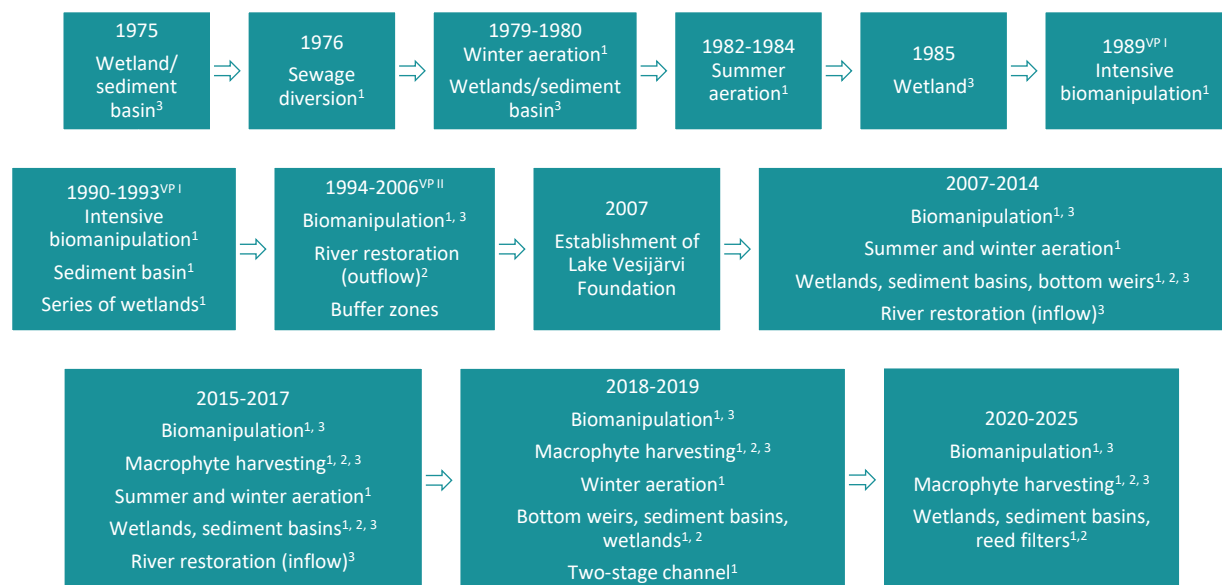 1975
Wetland/
sediment
basin³
1976
Sewage
diversion¹
1979-1980
Winter aeration¹
Wetlands/sediment
basin³
1982-1984
Summer
aeration¹
1985
Wetland³
1989ⱽᴾ ᴵ
Intensive
biomanipulation¹
1990-1993ⱽᴾ ᴵ
Intensive
biomanipulation¹
Sediment basin¹
Series of wetlands¹
1994-2006ⱽᴾ ᴵᴵ
Biomanipulation¹˒ ³
River restoration
(outflow)²
Buffer zones
2007
Establishment of
Lake Vesijärvi
Foundation
2007-2014
Biomanipulation¹˒ ³
Summer and winter aeration¹
Wetlands, sediment basins, bottom weirs¹˒ ²˒ ³
River restoration (inflow)³
2015-2017
Biomanipulation¹˒ ³
Macrophyte harvesting¹˒ ²˒ ³
Summer and winter aeration¹
Wetlands, sediment basins¹˒ ²˒ ³
River restoration (inflow)³
2018-2019
Biomanipulation¹˒ ³
Macrophyte harvesting¹˒ ²˒ ³
Winter aeration¹
Bottom weirs, sediment basins,
wetlands¹˒ ²
Two-stage channel¹
2020-2025
Biomanipulation¹˒ ³
Macrophyte harvesting¹˒ ²˒ ³
Wetlands, sediment basins,
reed filters¹˒²